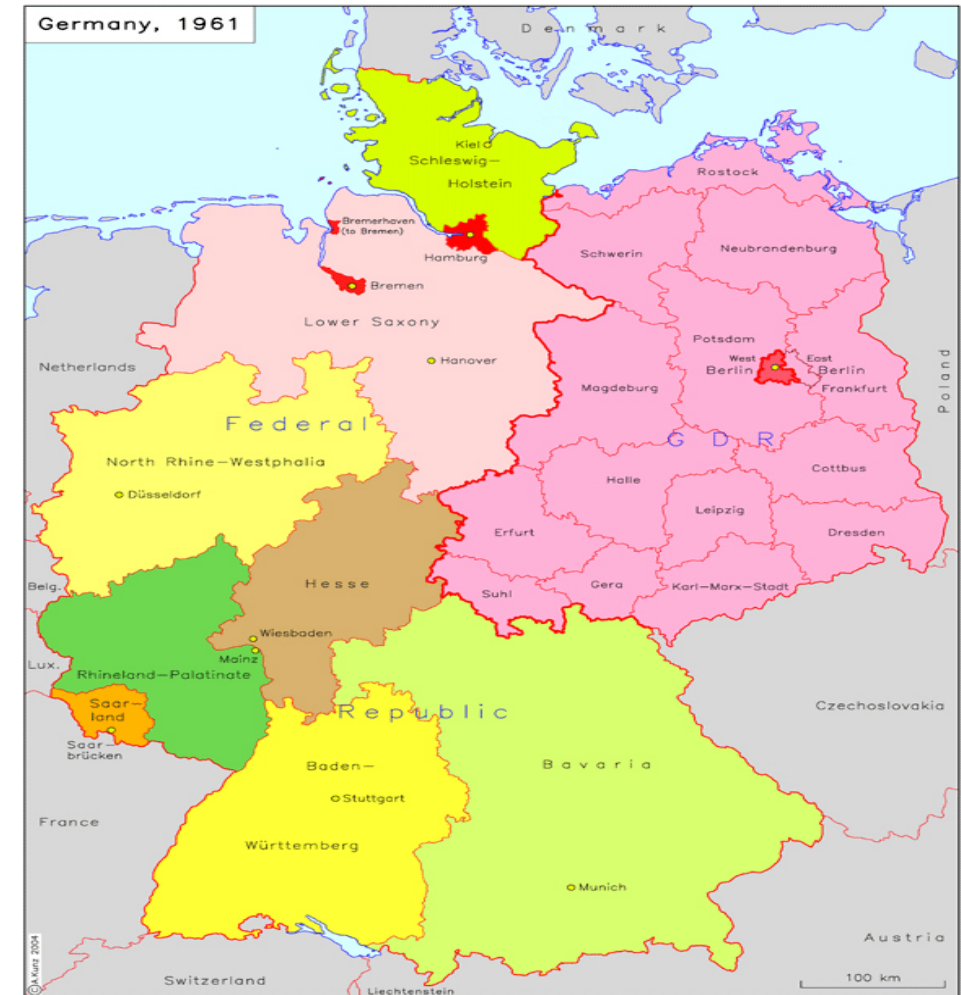 Germany, 1961
Denmark
Kiel
Schleswig–
Holstein
Rostock
Bremerhaven
(to Bremen)
Hamburg
Schwerin
Neubrandenburg
Bremen
Lower Saxony
Potsdam
West
Berlin
East
Berlin
Hanover
Netherlands
Magdeburg
Frankfurt
Poland
Federal
G D R
North Rhine–Westphalia
Düsseldorf
Halle
Cottbus
Leipzig
Erfurt
Dresden
Belg.
Hesse
Suhl
Gera
Karl–Marx–Stadt
Wiesbaden
Mainz
Lux.
Rhineland–Palatinate
Saar–
land
Saar–
brücken
Republic
Czechoslovakia
Baden–
Bavaria
Stuttgart
France
Württemberg
Munich
Austria
Switzerland
Liechtenstein
100 km
©A.Kunz 2004